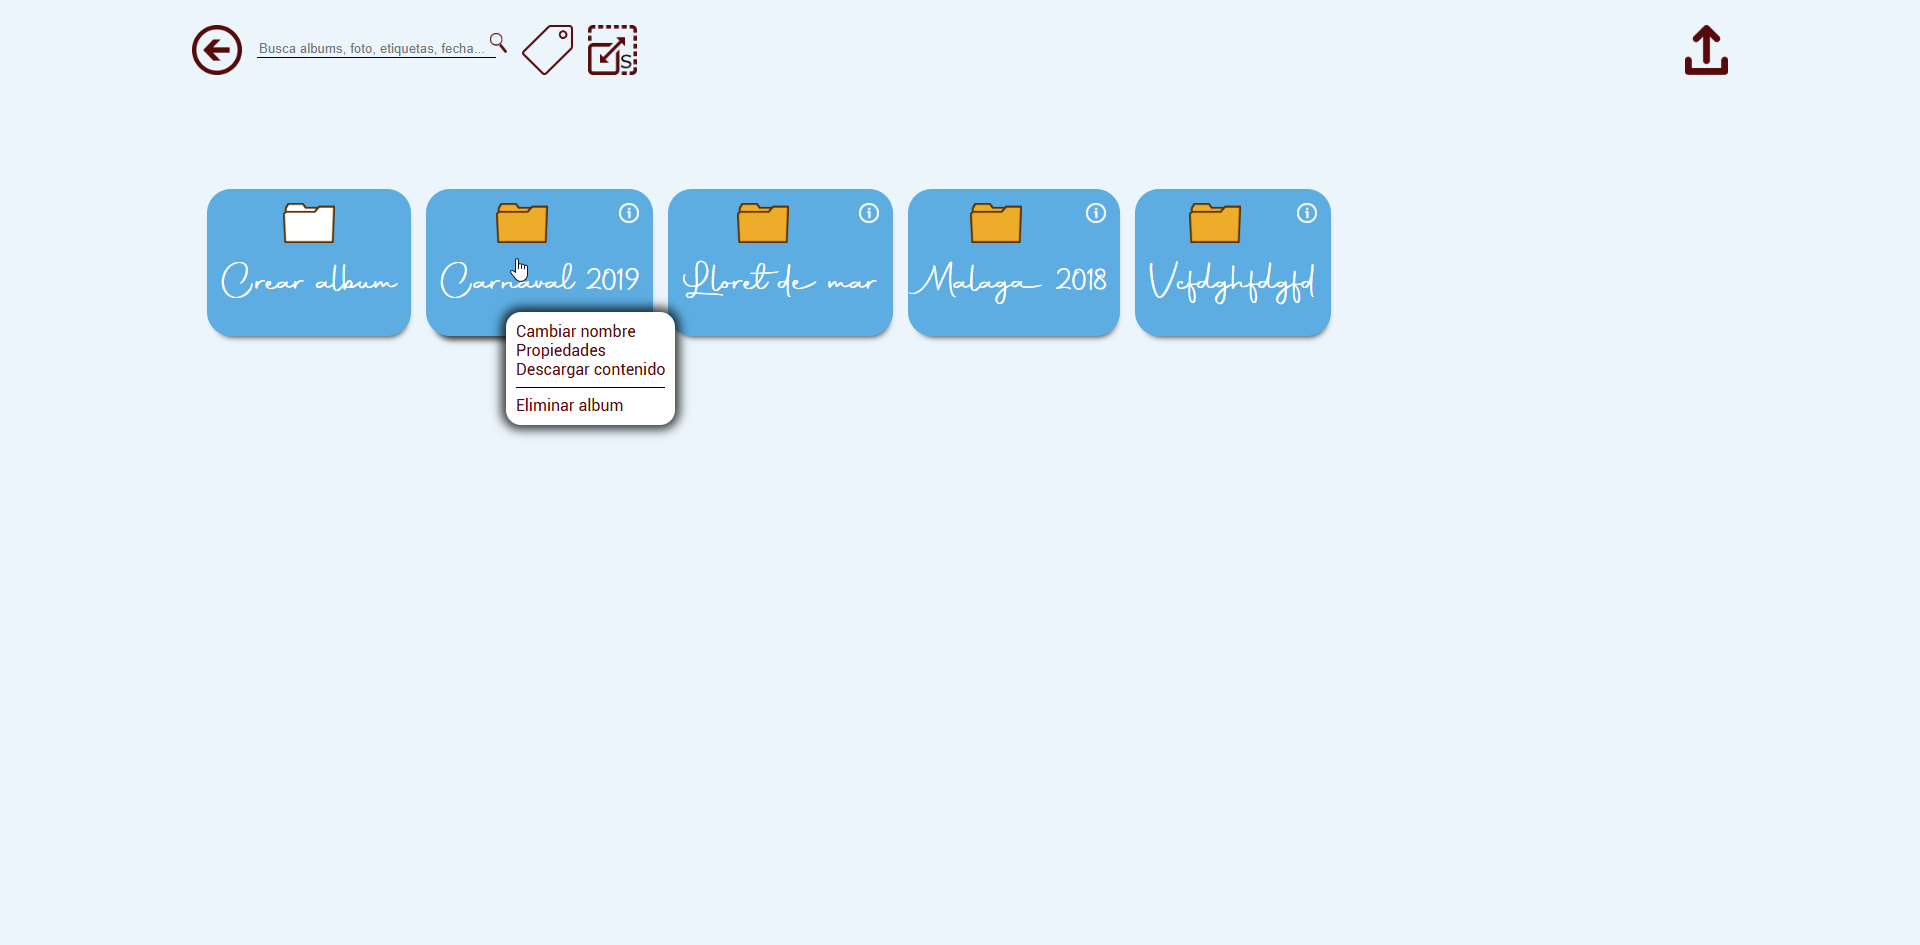 Busca albums, foto, etiquetas, fecha...
S
Crear album
Carnaval 2019
Lloret de mar
Malaga 2018
Vcfdghfdgfd
Cambiar nombre
Propiedades
Descargar contenido
Eliminar album